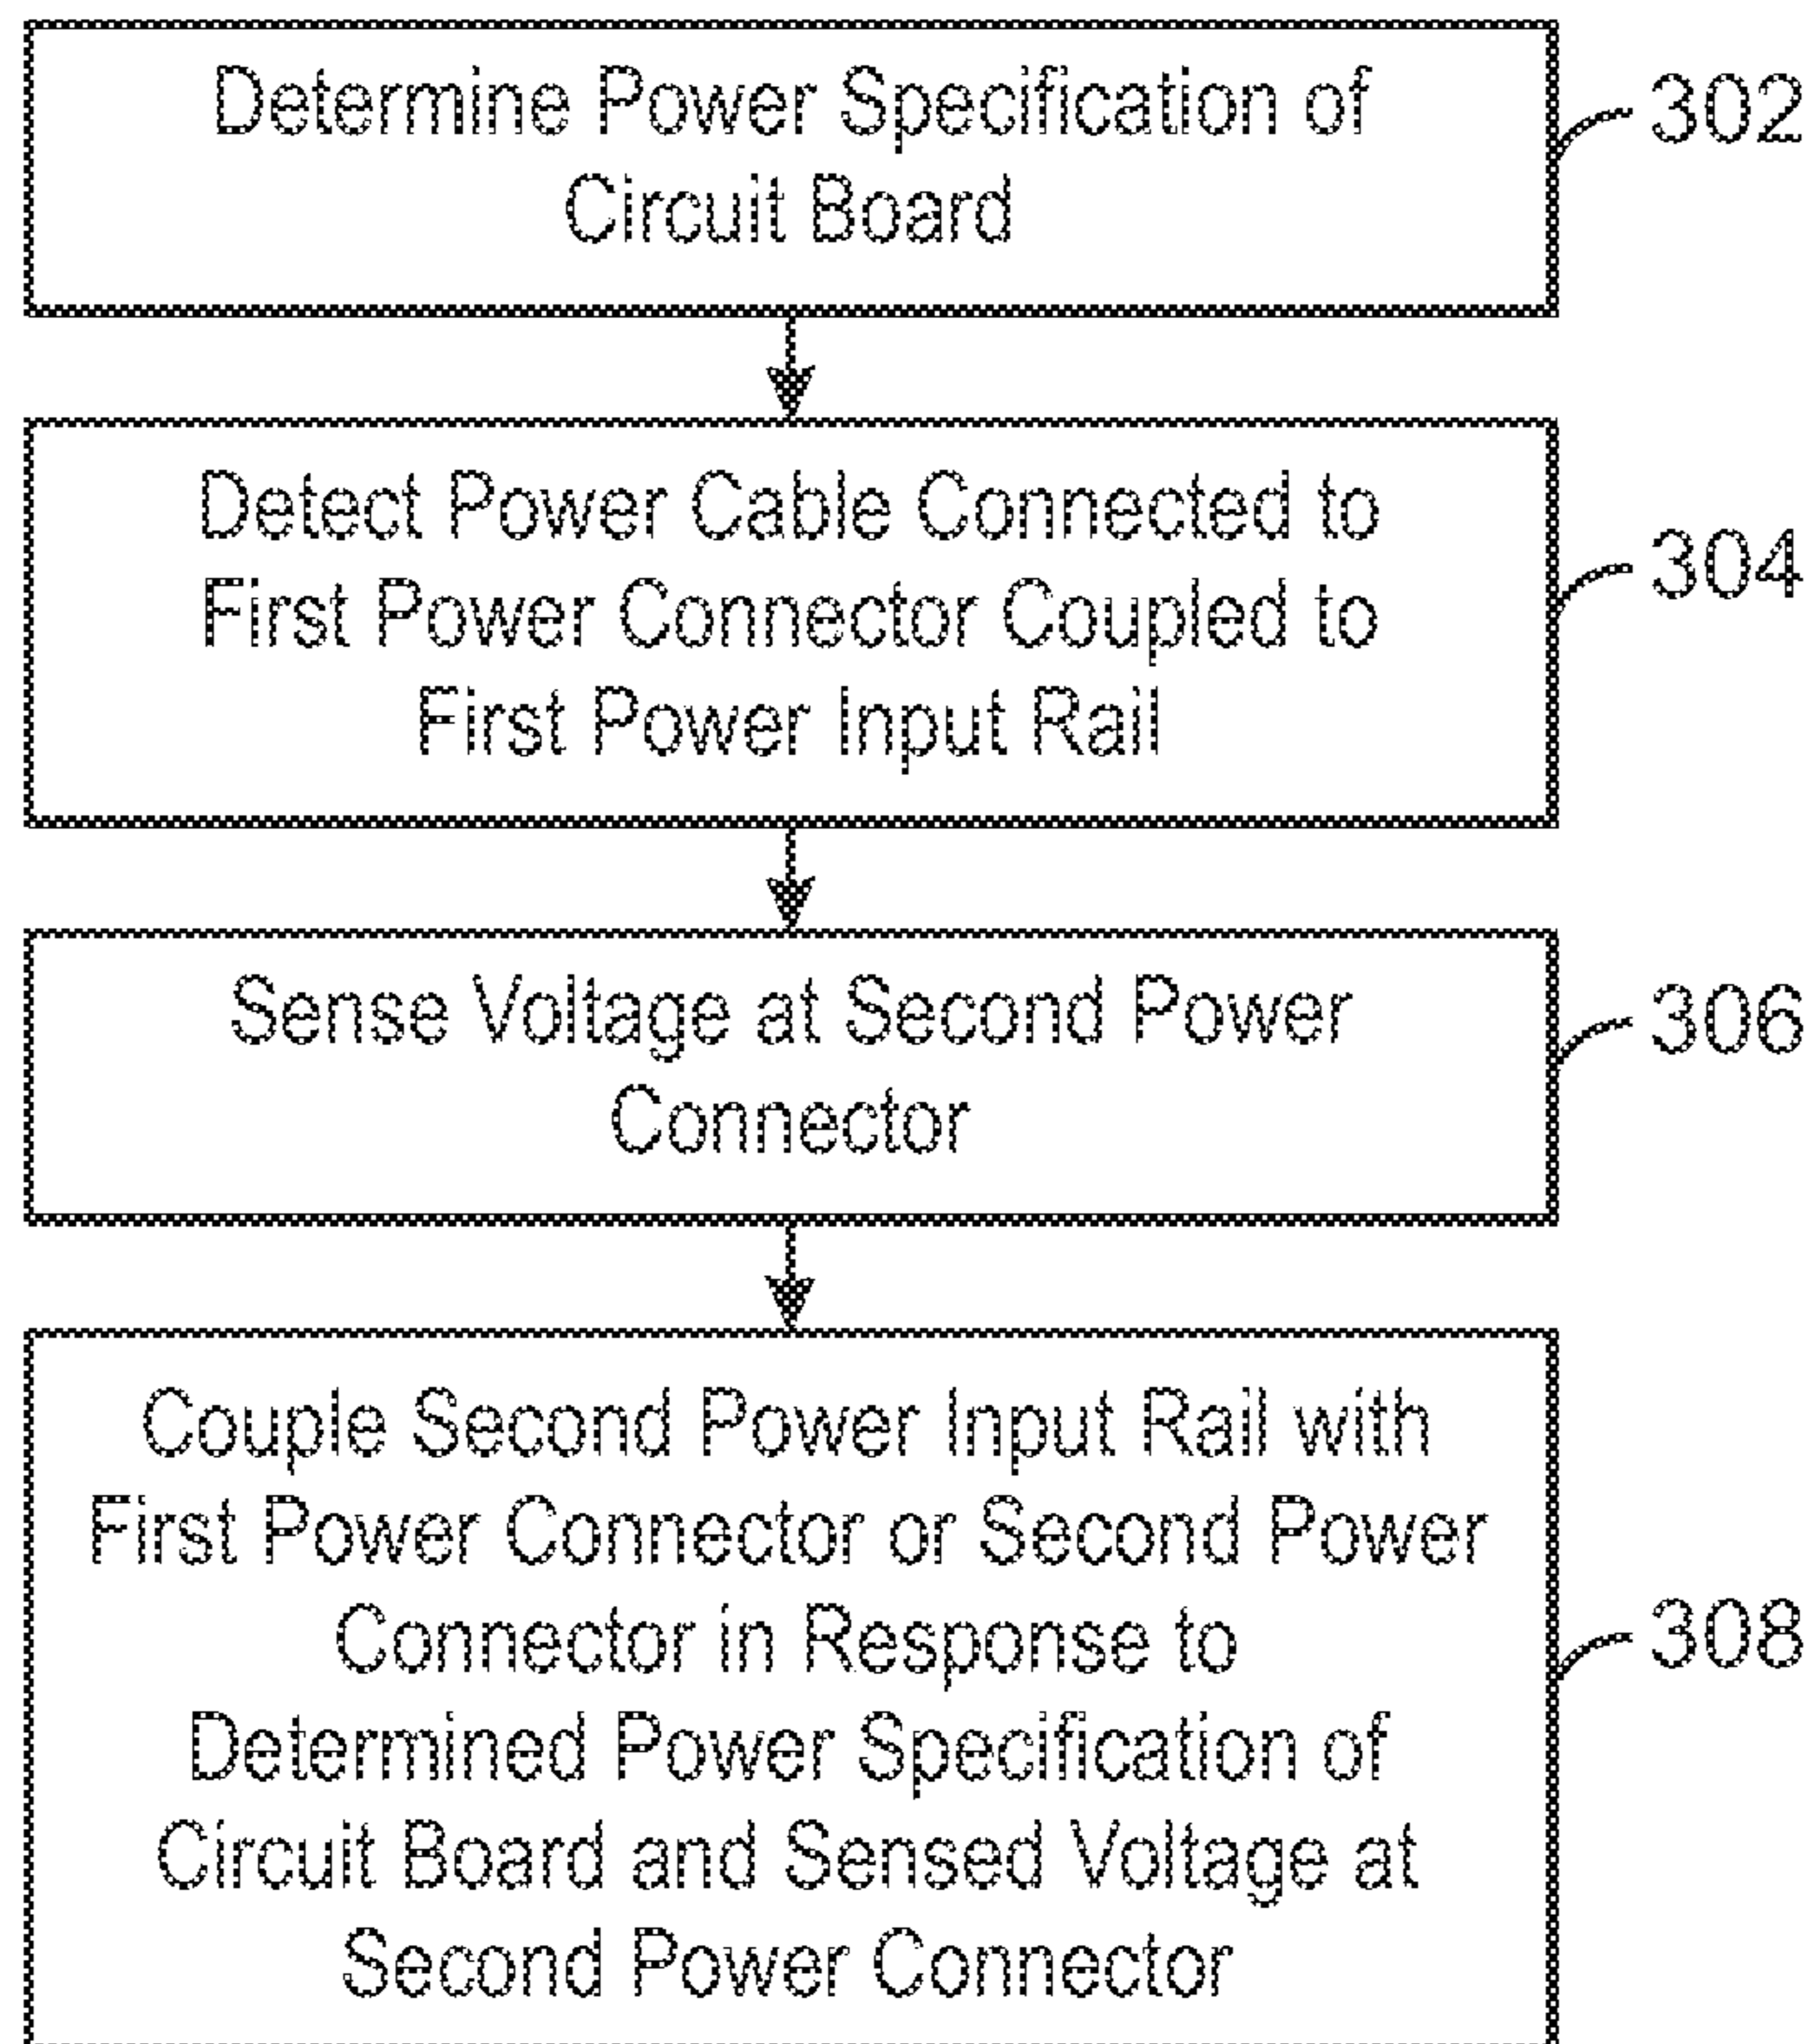 Determine Power Specification of
Circuit Board
302
Detect Power Cable Connected to
First Power Connector Coupled to
First Power Input Rail
304
Sense Voltage at Second Power
Connector
306
Couple Second Power Input Rail with
First Power Connector or Second Power
Connector in Response to
Determined Power Specification of
Circuit Board and Sensed Voltage at
Second Power Connector
308